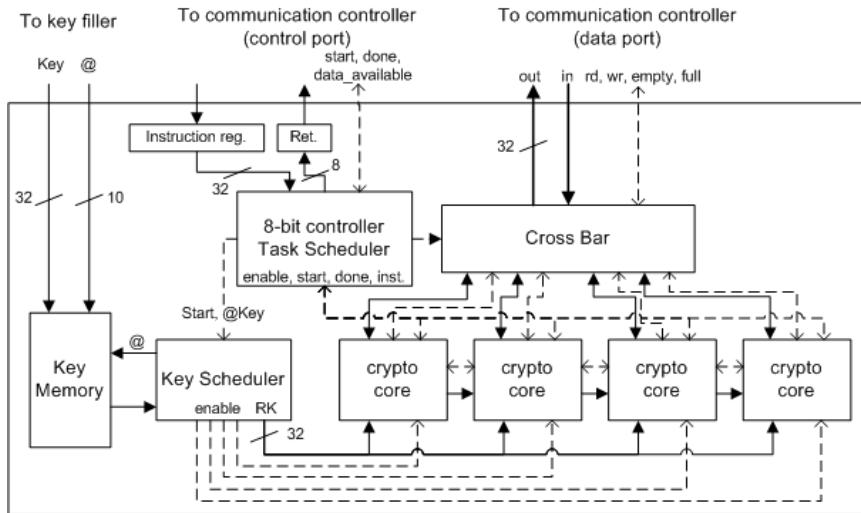 To key filler
To communication controller
(control port)
To communication controller
(data port)
Key
@
start, done,
data_available
out
in
rd, wr, empty, full
Instruction reg.
Ret.
32
10
32
8
32
8-bit controller
Task Scheduler
enable, start, done, inst.
Cross Bar
Start, @Key
@
Key
Memory
Key Scheduler
enable
RK
32
crypto
core
crypto
core
crypto
core
crypto
core